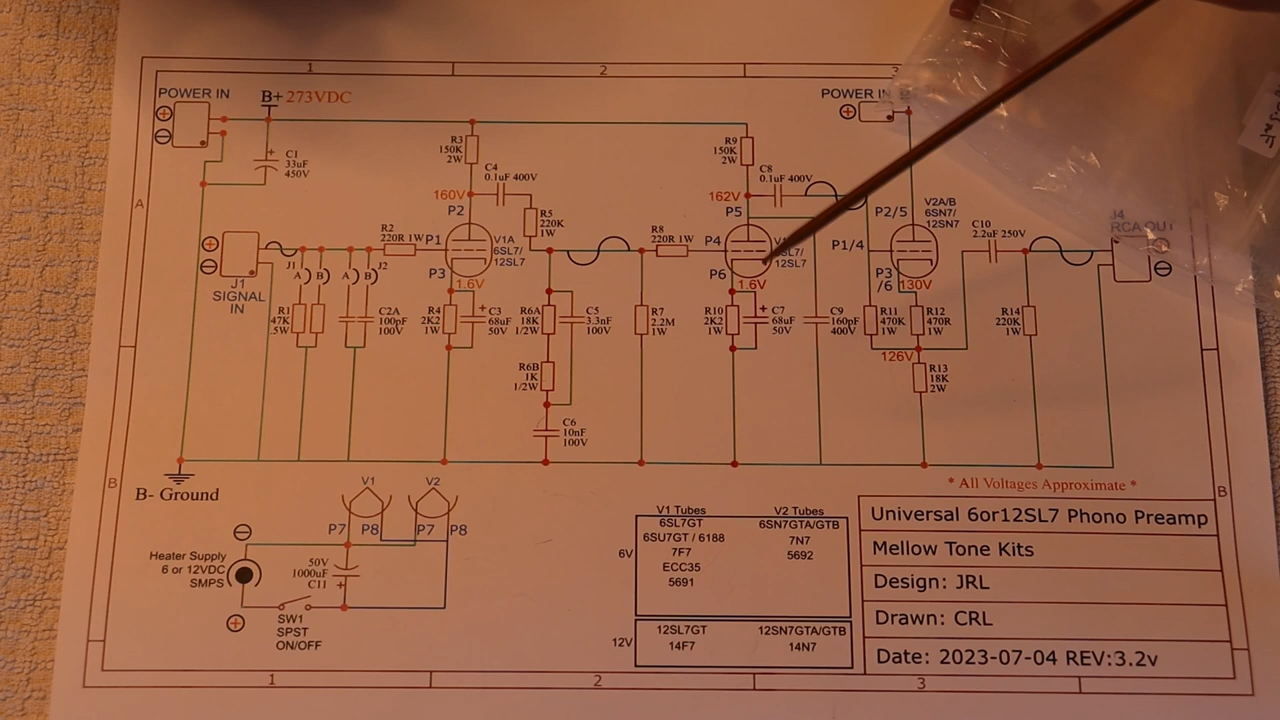 1
2
3
POWER IN
B+ 273VDC
POWER IN
C1
33uF
450V
R3
150K
2W
C4
0.1uF 400V
R9
150K
2W
C8
0.1uF 400V
A
160V
P2
R5
220K
1W
162V
P5
P2/5
V2A/B
6SN7/
12SN7
C10
2.2uF 250V
J4
RCA OUT
R2
220R 1W
P1
V1A
6SL7/
12SL7
R8
220R 1W
P4
6SL7/
12SL7
P1/4
J1
SIGNAL
IN
J1
A
B
A
B
J2
P3
1.6V
P6
1.6V
P3
/6
130V
R1
47K
.5W
C2A
100pF
100V
R4
2K2
1W
C3
68uF
50V
R6A
18K
1/2W
C5
3.3nF
100V
R7
2.2M
1W
R10
2K2
1W
C7
68uF
50V
C9
160pF
400V
R11
470K
1W
R12
470R
1W
R14
220K
1W
126V
R6B
1K
1/2W
R13
18K
2W
C6
10nF
100V
B
B
B- Ground
* All Voltages Approximate *
V1
V2
P7
P8
P7
P8
Heater Supply
6 or 12VDC
SMPS
50V
1000uF
C11
SW1
SPST
ON/OFF
V1 Tubes
V2 Tubes
6V
6SL7GT
6SU7GT / 6188
7F7
ECC35
5691
6SN7GTA/GTB
7N7
5692
12V
12SL7GT
14F7
12SN7GTA/GTB
14N7
Universal 6or12SL7 Phono Preamp
Mellow Tone Kits
Design: JRL
Drawn: CRL
Date: 2023-07-04 REV:3.2v
1
2
3